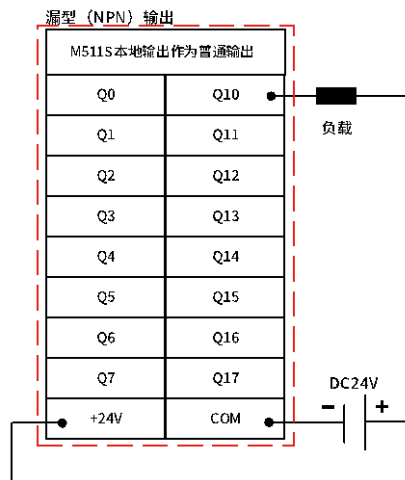 漏型（NPN）输出
M511S本地输出作为普通输出
Q0 Q10
负载
Q1 Q11
Q2 Q12
Q3 Q13
Q4 Q14
Q5 Q15
Q6 Q16
Q7 Q17
DC24V
- +
+24V COM